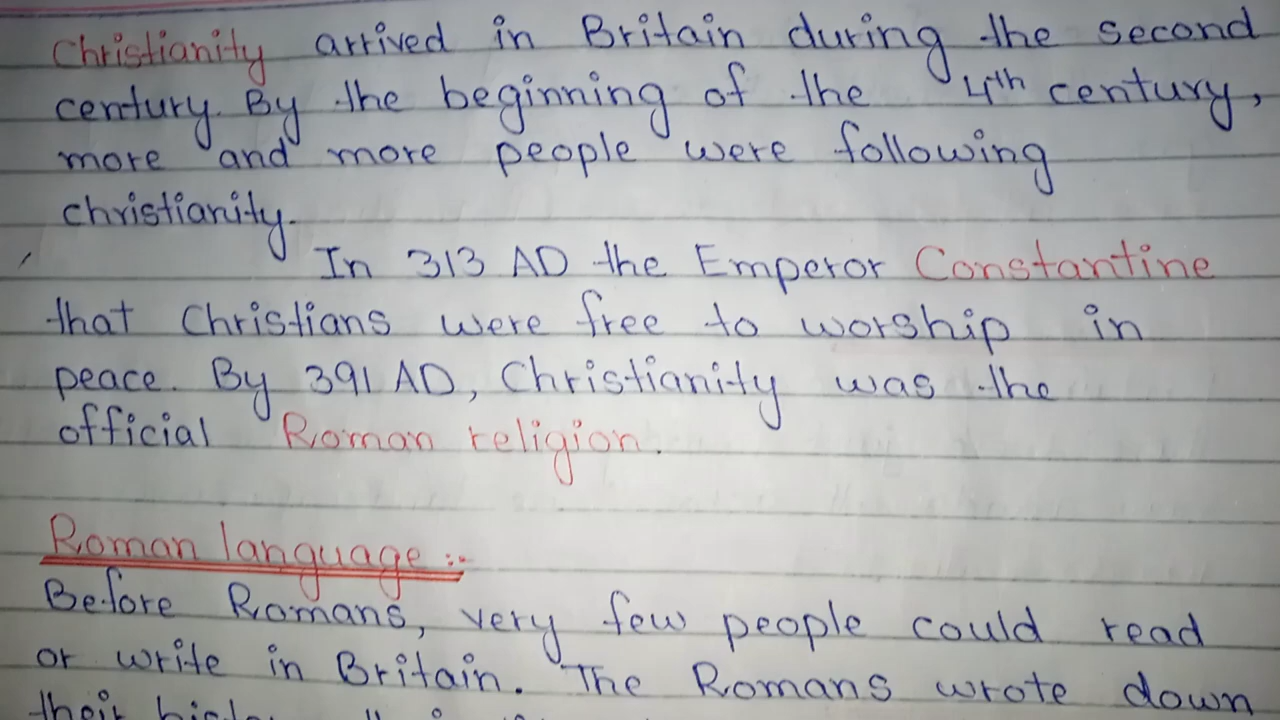 Christianity arrived in Britain during the second
century. By the beginning of the 4th century,
more and more people were following
christianity.
In 313 AD the Emperor Constantine
that Christians were free to worship in
peace. By 391 AD, Christianity was the
official Roman religion.
Roman language :-
Before Romans, very few people could read
or write in Britain. The Romans wrote down
their